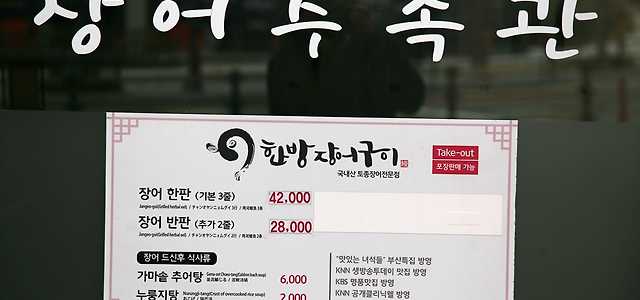 장어수족관
한방장어구이
국내산 토종장어전문점
Take-out
포장판매 가능
장어 한판 (기본 3줄) 42,000
장어 반판 (추가 2줄) 28,000
장어 드신후 식사류
가마솥 추어탕 6,000
누룽지탕 2,000
"맛있는 녀석들" 부산특집 방영
KNN 생방송투데이 맛집 방영
KBS 명품맛집 방영
KNN 공개클리닉웰 방영